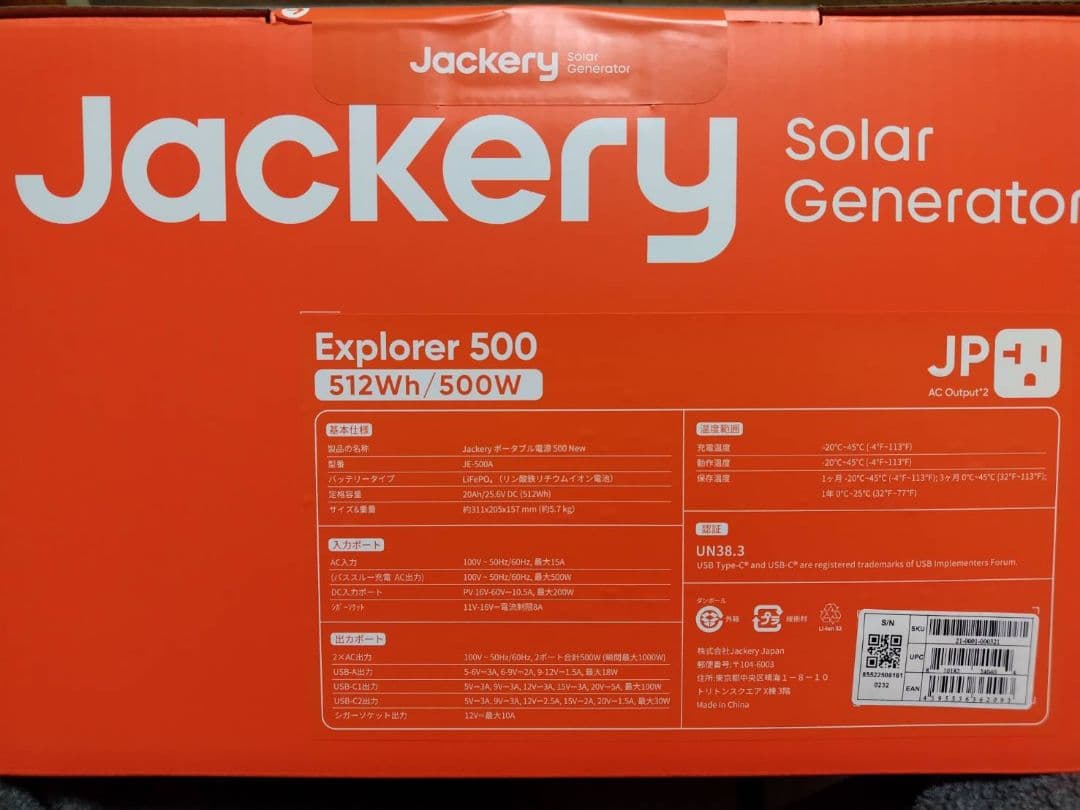 Jackery Solar Generator
Jackery Solar Generator
Explorer 500
512Wh/500W
JP
AC Output*2
基本仕様
製品の名称 Jackery ポータブル電源 500 New
型番 JE-500A
バッテリータイプ LiFePO₄ (リン酸鉄リチウムイオン電池)
定格容量 20Ah/25.6V DC (512Wh)
サイズ&重量 約311x205x157 mm (約5.7 kg)
入力ポート
AC入力 100V ~ 50Hz/60Hz, 最大15A
(パススルー充電 AC出力) 100V ~ 50Hz/60Hz, 最大500W
DC入力ポート PV 16V-60V⎓10.5A, 最大200W
シガーソケット 11V-16V⎓電流制限8A
出力ポート
2×AC出力 100V ~ 50Hz/60Hz, 2ポート合計500W (瞬間最大1000W)
USB-A出力 5-6V⎓3A, 6-9V⎓2A, 9-12V⎓1.5A, 最大18W
USB-C1出力 5V⎓3A, 9V⎓3A, 12V⎓3A, 15V⎓3A, 20V⎓5A, 最大100W
USB-C2出力 5V⎓3A, 9V⎓3A, 12V⎓2.5A, 15V⎓2A, 20V⎓1.5A, 最大30W
シガーソケット出力 12V⎓最大10A
温度範囲
充電温度 -20°C~45°C (-4°F~113°F)
動作温度 -20°C~45°C (-4°F~113°F)
保存温度 1ヶ月 -20°C~45°C (-4°F~113°F); 3ヶ月 0°C~45°C (32°F~113°F);
1年 0°C~25°C (32°F~77°F)
認証
UN38.3
USB Type-C® and USB-C® are registered trademarks of USB Implementers Forum.
ダンボール
外箱
プラ
緩衝材
Li-ion
株式会社Jackery Japan
郵便番号: 〒104-6003
住所: 東京都中央区晴海1-8-10
トリトンスクエア X棟 3階
Made in China
S/N
85522508161
0232
SKU
21-0001-000321
UPC
EAN